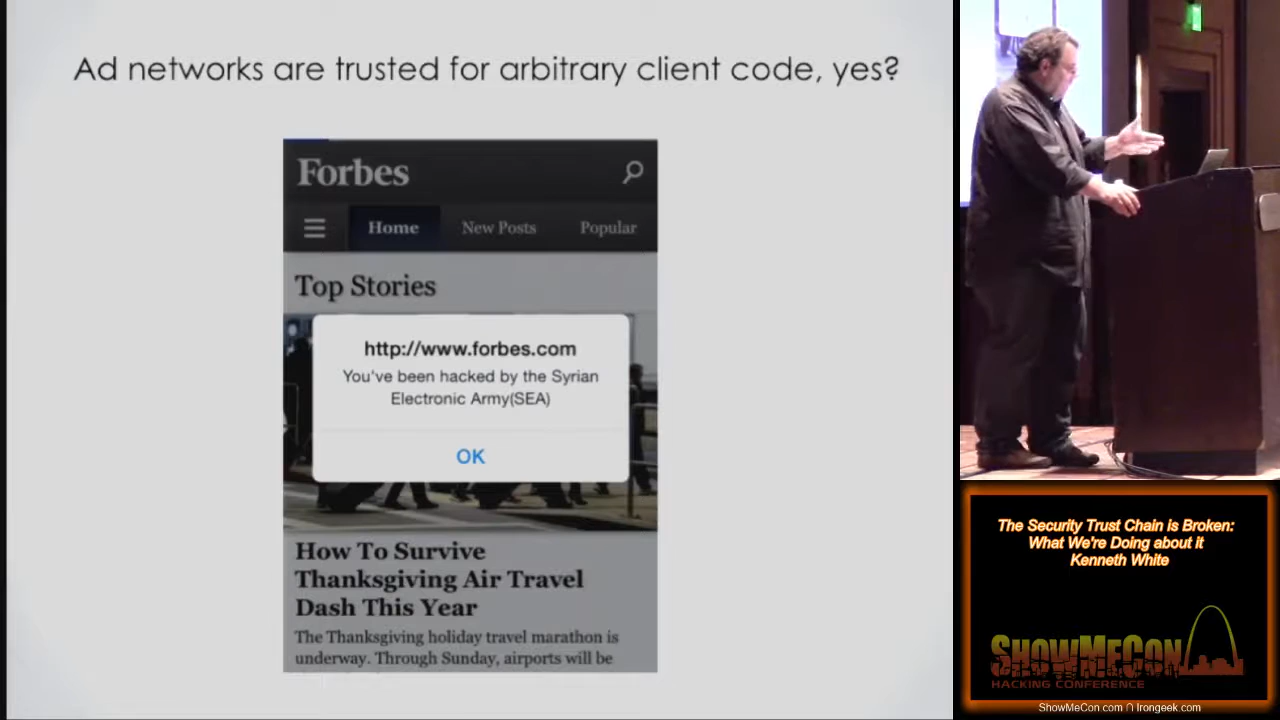 Ad networks are trusted for arbitrary client code, yes?
Forbes
Home
New Posts
Popular
Top Stories
http://www.forbes.com
You've been hacked by the Syrian
Electronic Army(SEA)
OK
How To Survive
Thanksgiving Air Travel
Dash This Year
The Thanksgiving holiday travel marathon is
underway. Through Sunday, airports will be
The Security Trust Chain is Broken:
What We're Doing about it
Kenneth White
SHOWMECON
HACKING CONFERENCE
ShowMeCon.com ∩ Irongeek.com